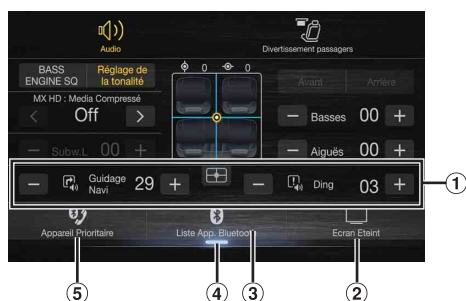 Audio
Divertissement passagers
BASS
ENGINE SQ
Réglage de
la tonalité
0 0
Avant Arrière
MX HD : Media Compressé
< Off >
− Basses 00 +
− Subw.L 00 +
− Aiguës 00 +
− Guidage
Navi 29 +
− Ding 03 +
1
Appareil Prioritaire
Liste App. Bluetooth
Ecran Eteint
5 4 3 2